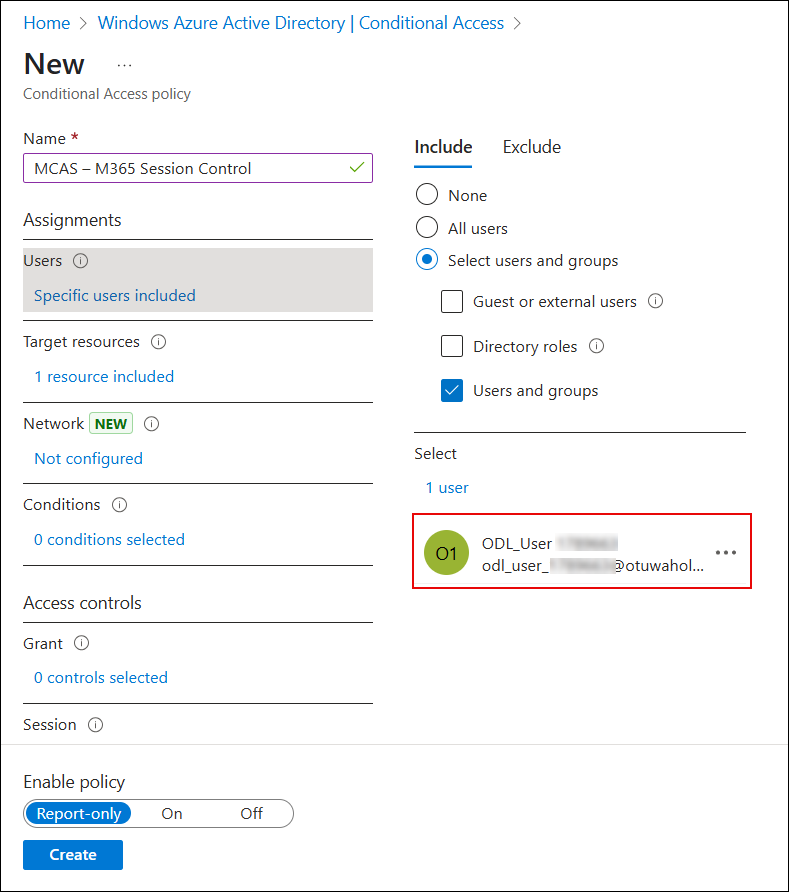 Home > Windows Azure Active Directory | Conditional Access >
New ...
Conditional Access policy
Name *
MCAS – M365 Session Control
Assignments
Users
Specific users included
Target resources
1 resource included
Network NEW
Not configured
Conditions
0 conditions selected
Access controls
Grant
0 controls selected
Session
Include Exclude
None
All users
Select users and groups
Guest or external users
Directory roles
Users and groups
Select
1 user
O1
ODL_User
odl_user_ @otuwahol...
Enable policy
Report-only On Off
Create